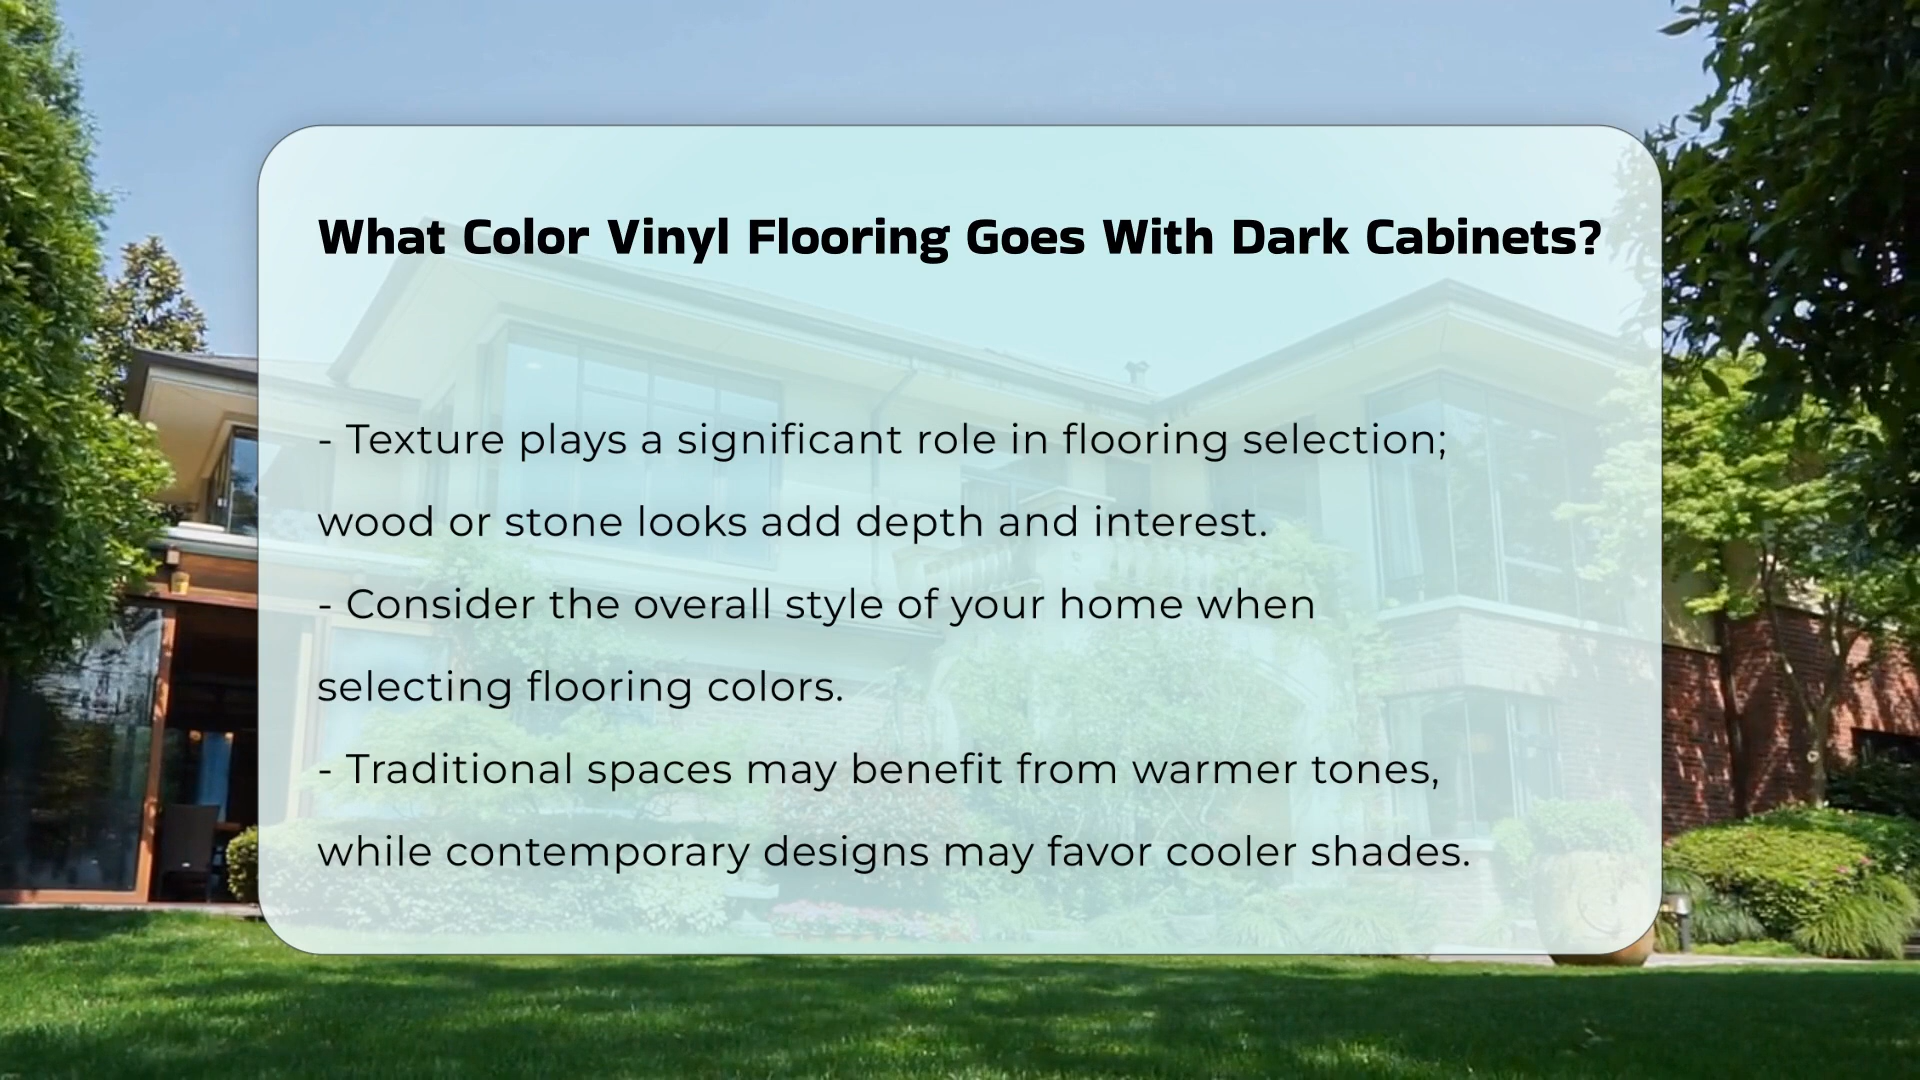 What Color Vinyl Flooring Goes With Dark Cabinets?
- Texture plays a significant role in flooring selection;
wood or stone looks add depth and interest.
- Consider the overall style of your home when
selecting flooring colors.
- Traditional spaces may benefit from warmer tones,
while contemporary designs may favor cooler shades.